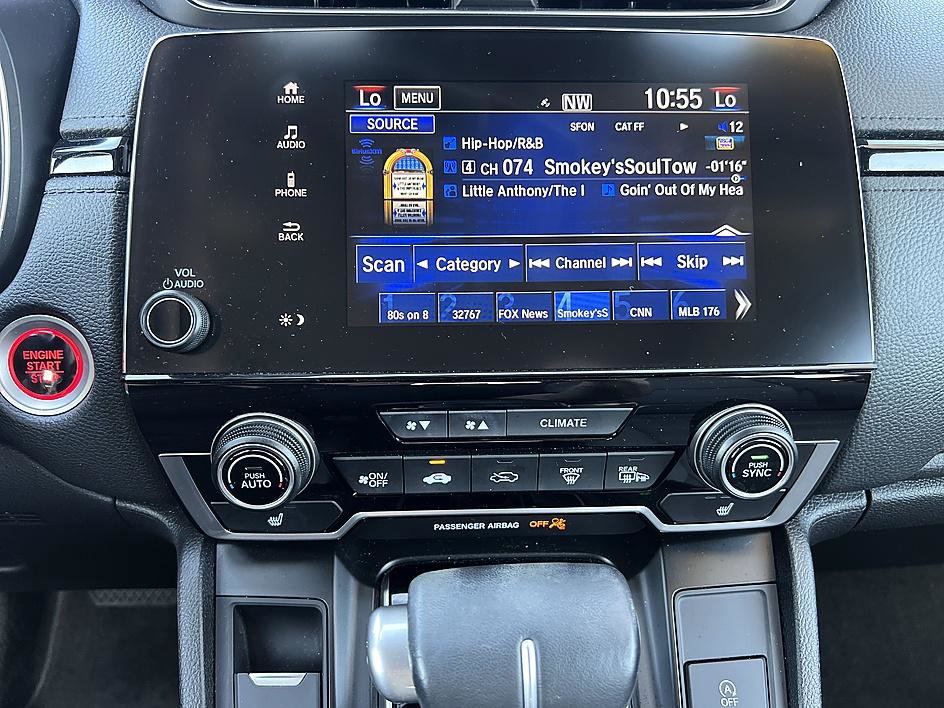 HOME
AUDIO
PHONE
BACK
VOL
AUDIO
Lo MENU NW 10:55 Lo
SOURCE SFON CAT FF 12
SiriusXM Hip-Hop/R&B
4 CH 074 Smokey'sSoulTow -01'16"
Little Anthony/The I Goin' Out Of My Hea
Scan Category Channel Skip
1 2 3 4 5 6
80s on 8 32767 FOX News Smokey'sS CNN MLB 176
ENGINE
START
STOP
CLIMATE
PUSH
AUTO
ON/
OFF
FRONT
REAR
PUSH
SYNC
PASSENGER AIRBAG OFF
A
OFF